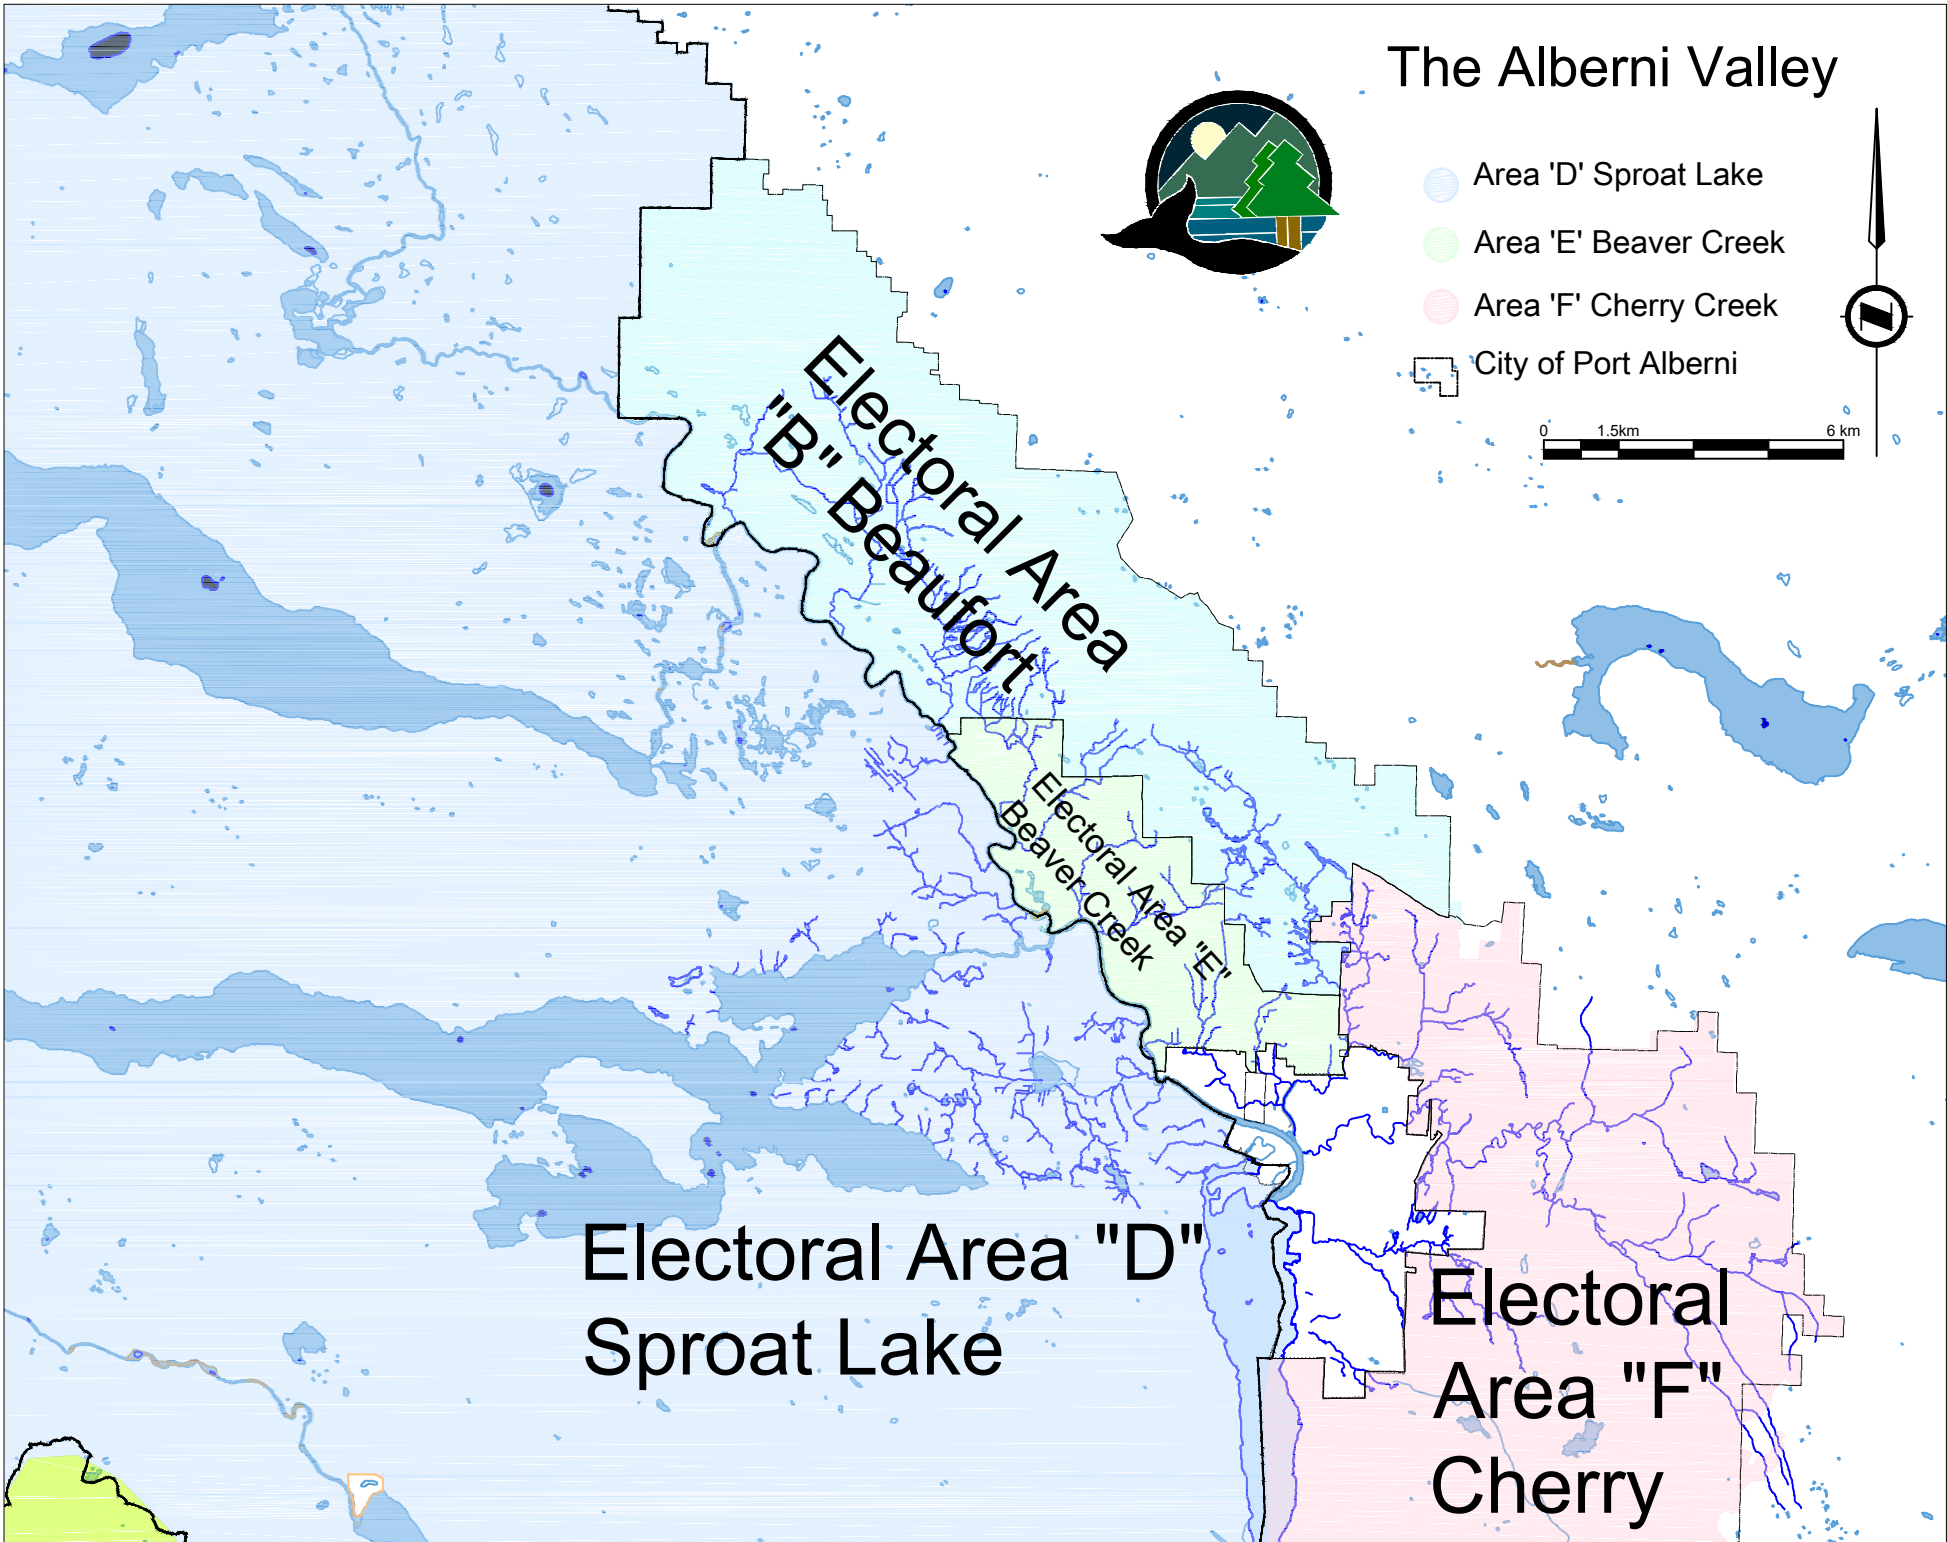 The Alberni Valley
Area 'D' Sproat Lake
Area 'E' Beaver Creek
Area 'F' Cherry Creek
City of Port Alberni
0 1.5km 6 km
Electoral Area
"B" Beaufort
Electoral Area "E"
Beaver Creek
Electoral Area "D"
Sproat Lake
Electoral
Area "F"
Cherry